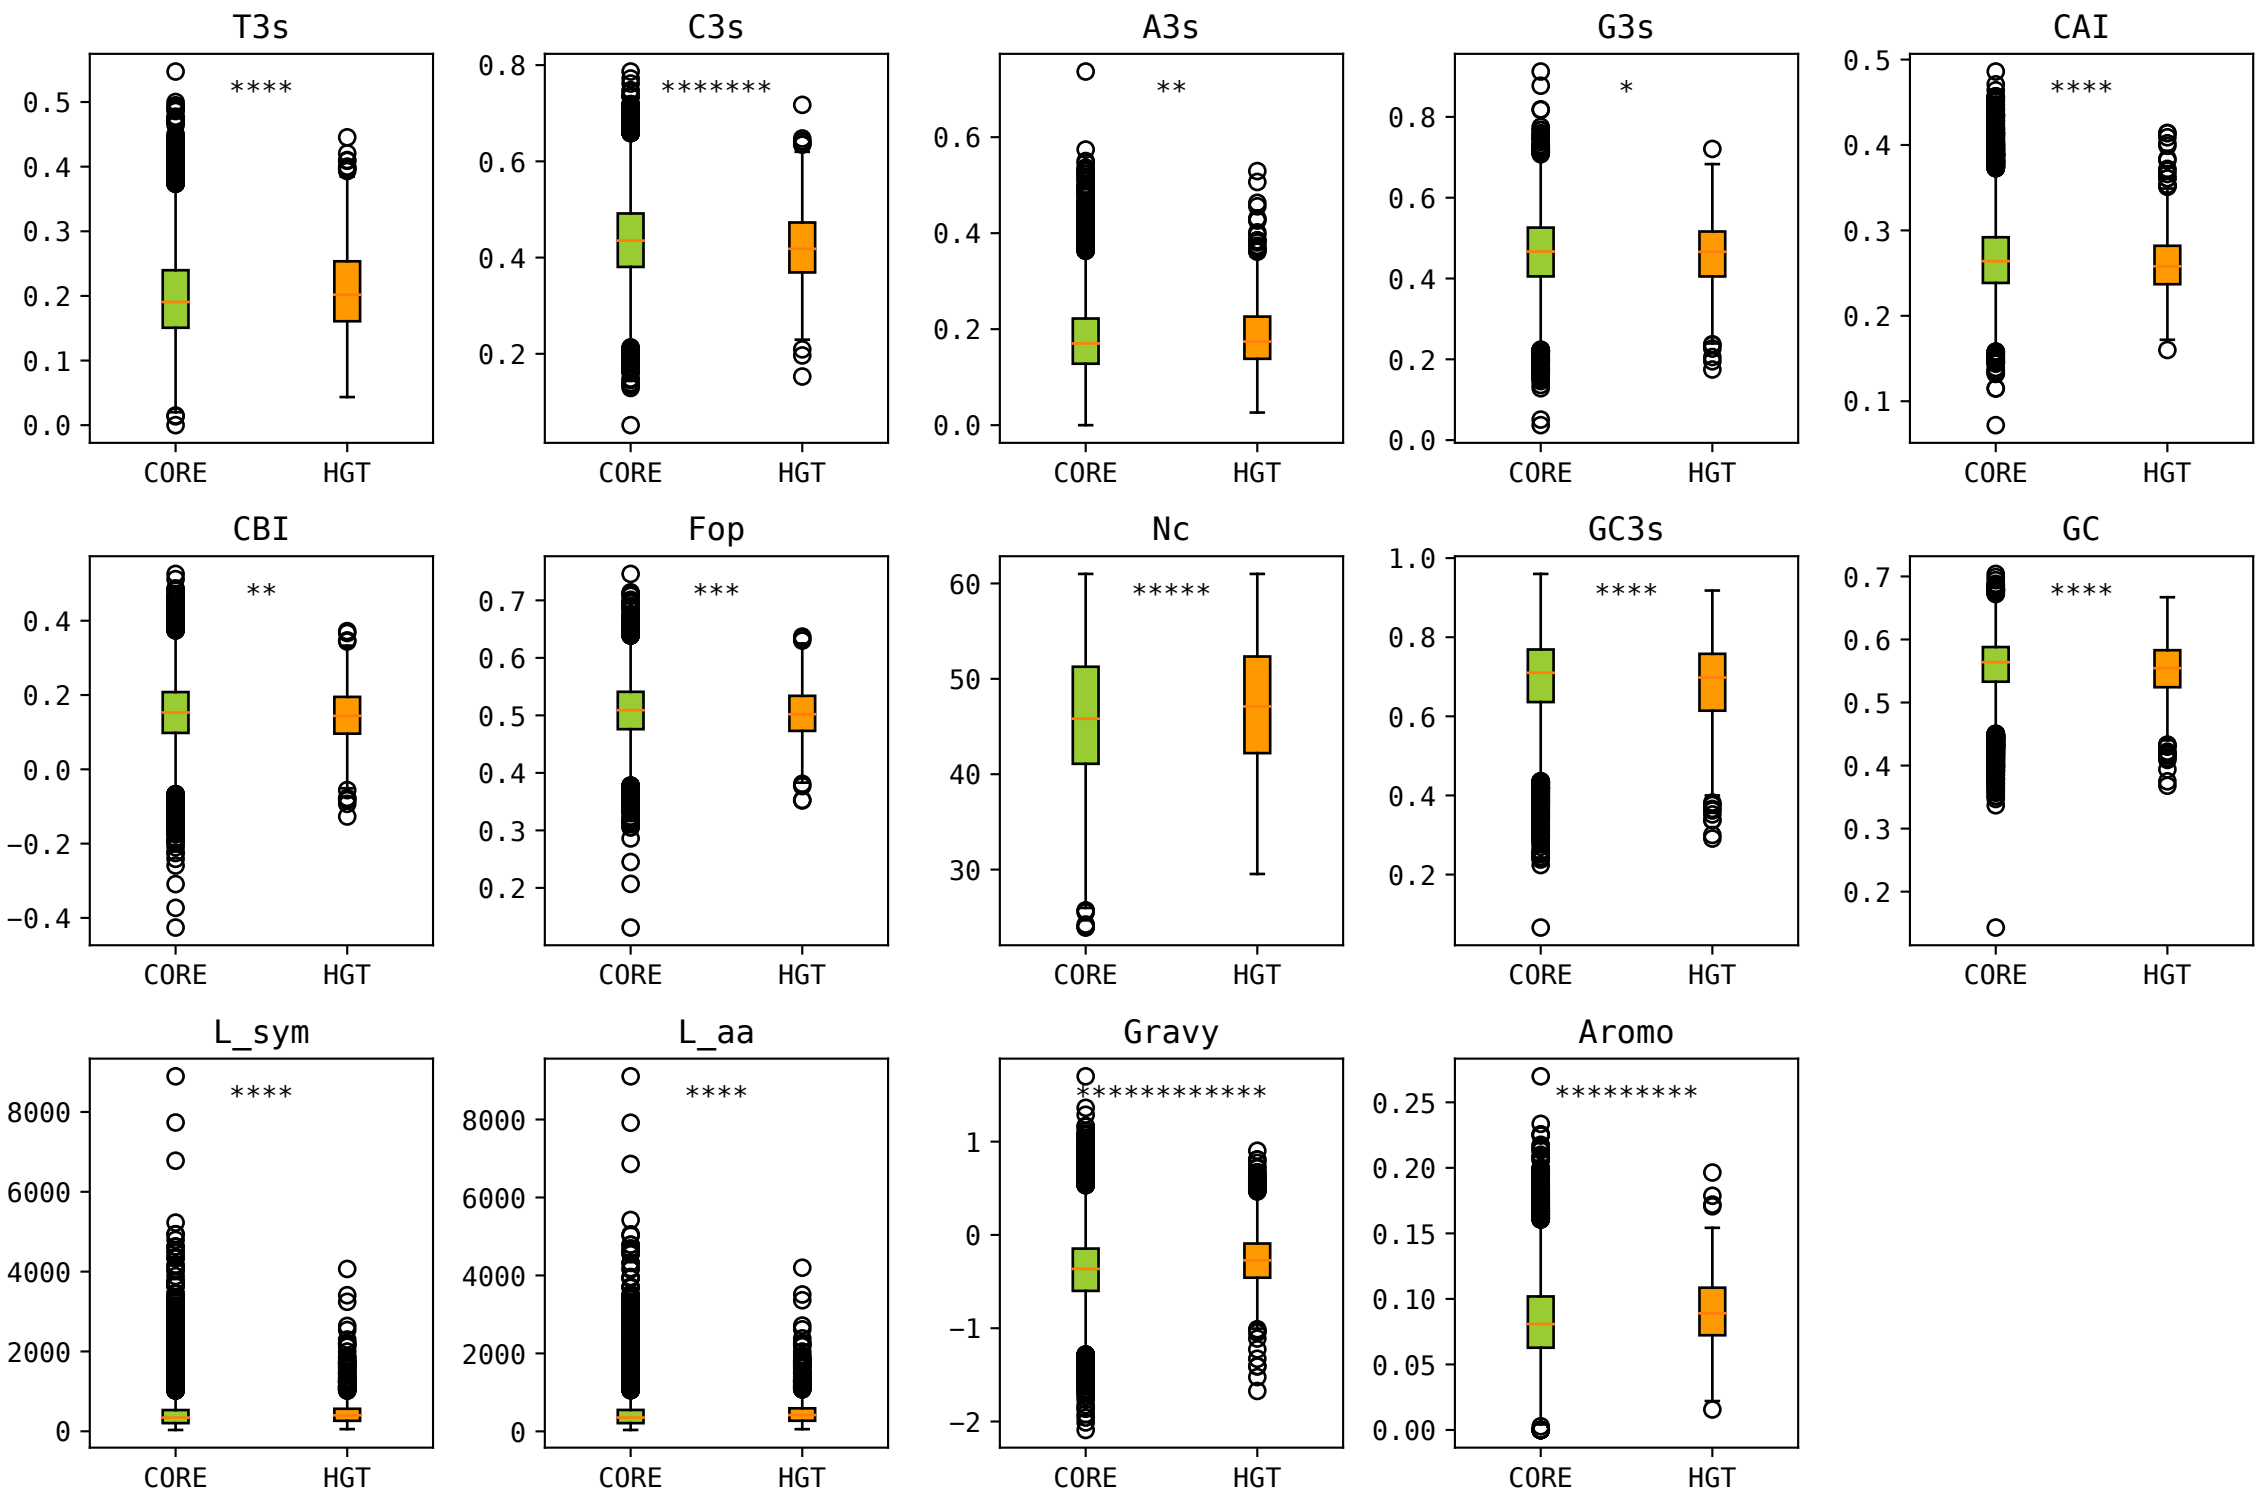 T3s C3s A3s G3s CAI
0.5 0.4 0.3 0.2 0.1 0.0
****
CORE HGT
0.8 0.6 0.4 0.2
*******
CORE HGT
0.6 0.4 0.2 0.0
**
CORE HGT
0.8 0.6 0.4 0.2 0.0
*
CORE HGT
0.5 0.4 0.3 0.2 0.1
****
CORE HGT
CBI Fop Nc GC3s GC
0.4 0.2 0.0 −0.2 −0.4
**
CORE HGT
0.7 0.6 0.5 0.4 0.3 0.2
***
CORE HGT
60 50 40 30
*****
CORE HGT
1.0 0.8 0.6 0.4 0.2
****
CORE HGT
0.7 0.6 0.5 0.4 0.3 0.2
****
CORE HGT
L_sym L_aa Gravy Aromo
8000 6000 4000 2000 0
****
CORE HGT
8000 6000 4000 2000 0
****
CORE HGT
1 0 −1 −2
************
CORE HGT
0.25 0.20 0.15 0.10 0.05 0.00
*********
CORE HGT